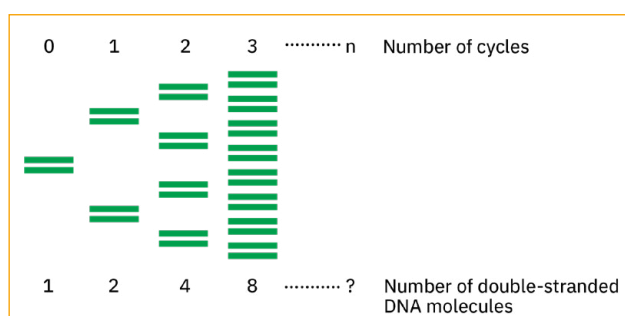 0 1 2 3 ........... n Number of cycles
1 2 4 8 ........... ? Number of double-stranded
DNA molecules